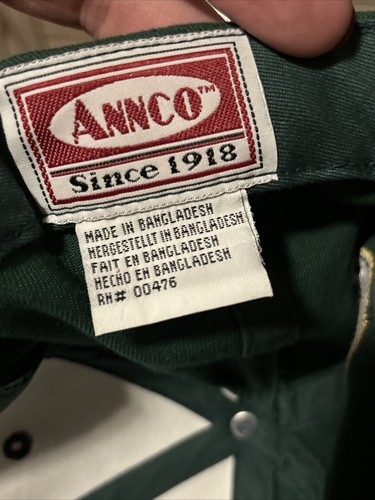 ANNCO™
Since 1918
MADE IN BANGLADESH
HERGESTELLT IN BANGLADESH
FAIT EN BANGLADESH
HECHO EN BANGLADESH
RN# 00476